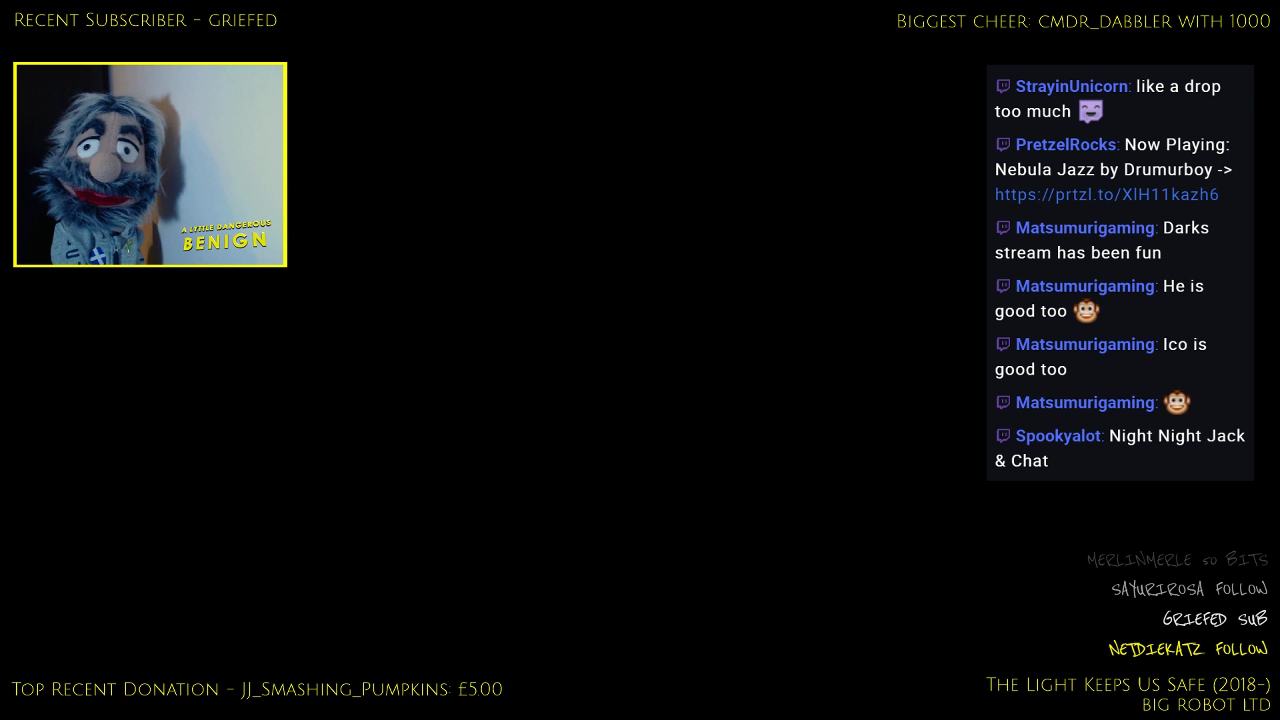 Recent Subscriber - griefed
Biggest cheer: cmdr_dabbler with 1000
A LYTTLE DANGEROUS
BENIGN
StrayinUnicorn: like a drop
too much
PretzelRocks: Now Playing:
Nebula Jazz by Drumurboy ->
https://prtzl.to/XlH11kazh6
Matsumurigaming: Darks
stream has been fun
Matsumurigaming: He is
good too
Matsumurigaming: Ico is
good too
Matsumurigaming:
Spookyalot: Night Night Jack
& Chat
MERLINMERLE 50 BITS
SAYURIROSA FOLLOW
GRIEFED SUB
NETDIEKATZ FOLLOW
Top Recent Donation - JJ_Smashing_Pumpkins: £5.00
The Light Keeps Us Safe (2018-)
BIG ROBOT LTD